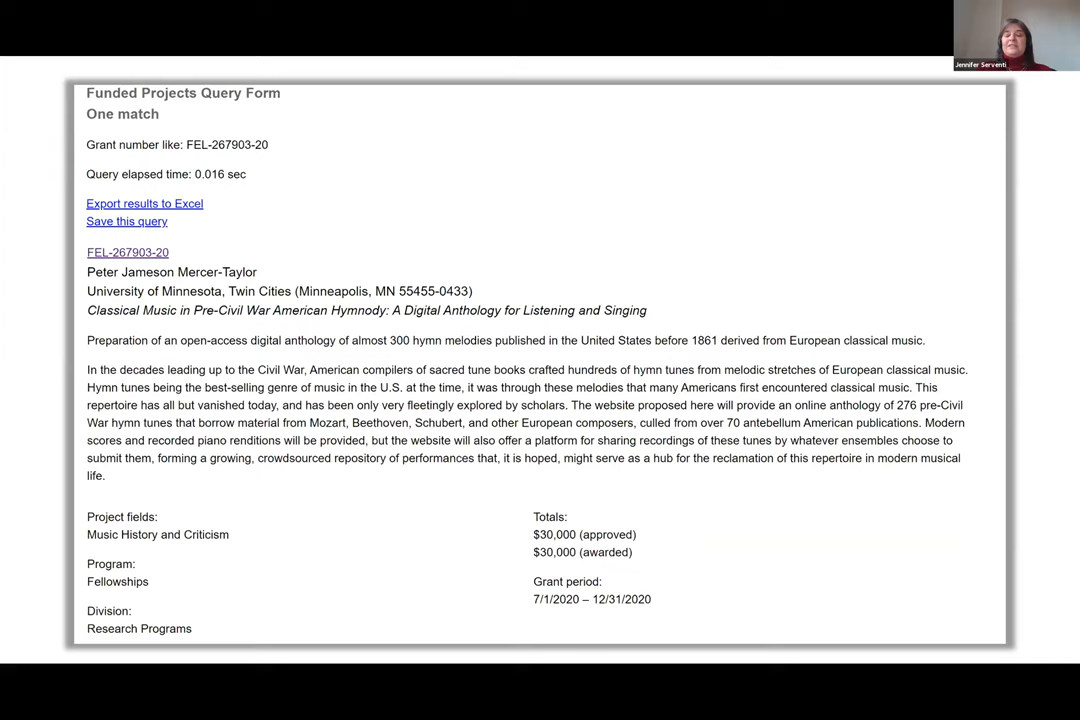 Jennifer Serventi
Funded Projects Query Form
One match
Grant number like: FEL-267903-20
Query elapsed time: 0.016 sec
Export results to Excel
Save this query
FEL-267903-20
Peter Jameson Mercer-Taylor
University of Minnesota, Twin Cities (Minneapolis, MN 55455-0433)
Classical Music in Pre-Civil War American Hymnody: A Digital Anthology for Listening and Singing
Preparation of an open-access digital anthology of almost 300 hymn melodies published in the United States before 1861 derived from European classical music.
In the decades leading up to the Civil War, American compilers of sacred tune books crafted hundreds of hymn tunes from melodic stretches of European classical music.
Hymn tunes being the best-selling genre of music in the U.S. at the time, it was through these melodies that many Americans first encountered classical music. This
repertoire has all but vanished today, and has been only very fleetingly explored by scholars. The website proposed here will provide an online anthology of 276 pre-Civil
War hymn tunes that borrow material from Mozart, Beethoven, Schubert, and other European composers, culled from over 70 antebellum American publications. Modern
scores and recorded piano renditions will be provided, but the website will also offer a platform for sharing recordings of these tunes by whatever ensembles choose to
submit them, forming a growing, crowdsourced repository of performances that, it is hoped, might serve as a hub for the reclamation of this repertoire in modern musical
life.
Project fields:
Music History and Criticism
Program:
Fellowships
Division:
Research Programs
Totals:
$30,000 (approved)
$30,000 (awarded)
Grant period:
7/1/2020 – 12/31/2020